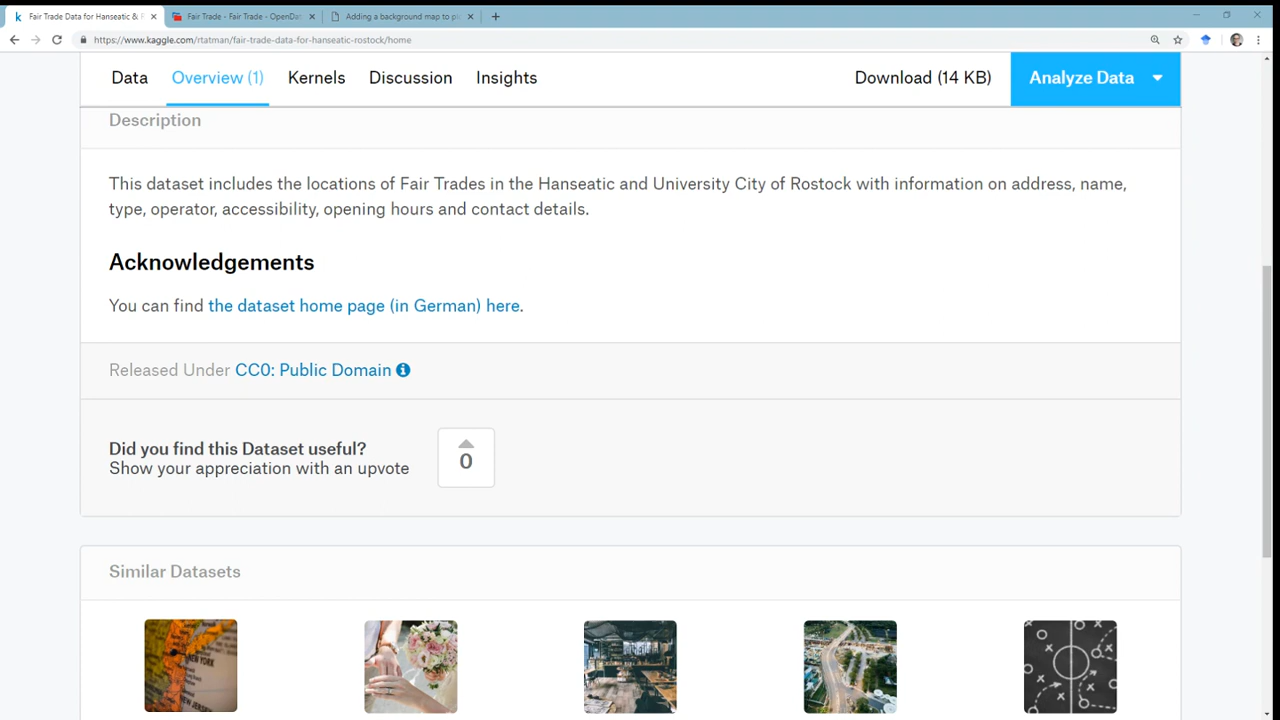 Fair Trade Data for Hanseatic & R
Fair Trade - Fair Trade - OpenDat
Adding a background map to p
https://www.kaggle.com/rtatman/fair-trade-data-for-hanseatic-rostock/home
Data Overview (1) Kernels Discussion Insights Download (14 KB) Analyze Data
Description
This dataset includes the locations of Fair Trades in the Hanseatic and University City of Rostock with information on address, name,
type, operator, accessibility, opening hours and contact details.
Acknowledgements
You can find the dataset home page (in German) here.
Released Under CC0: Public Domain
Did you find this Dataset useful?
Show your appreciation with an upvote
0
Similar Datasets
NEW YORK